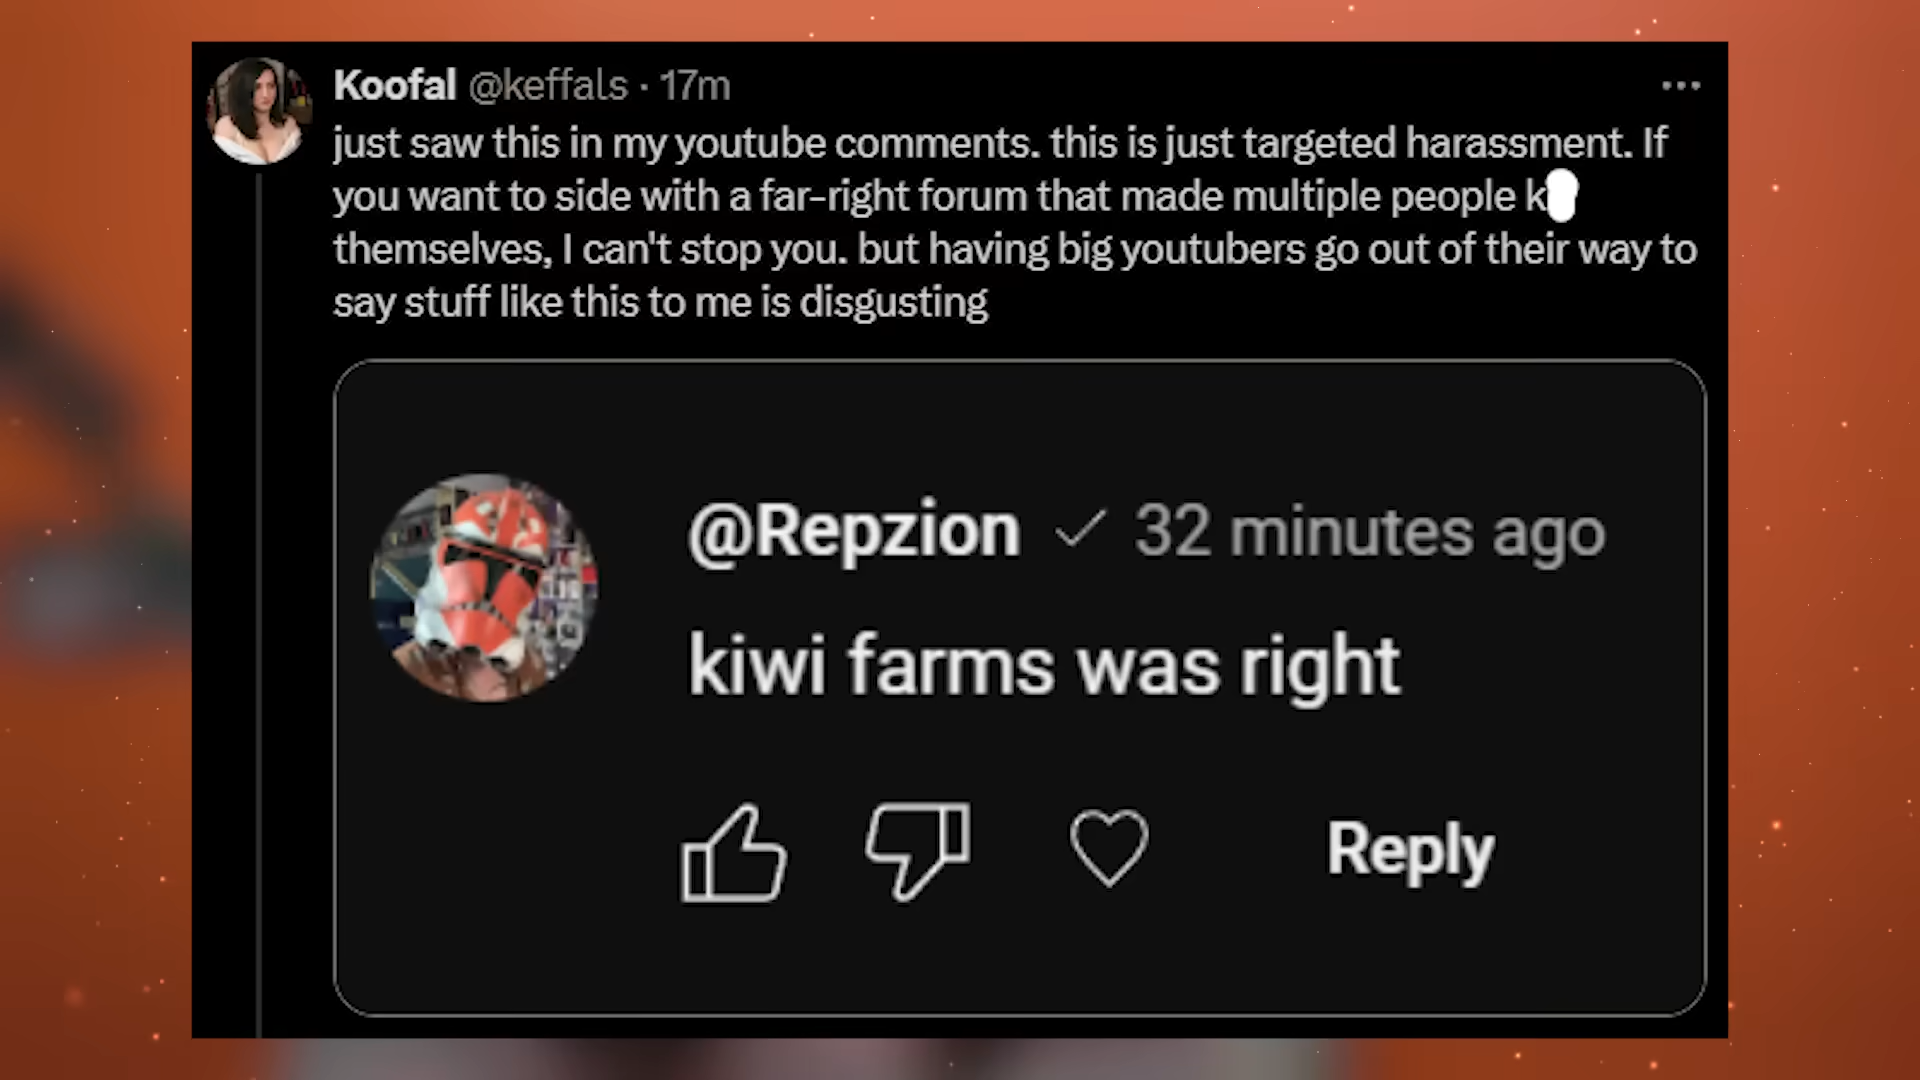 Koofal @keffals · 17m
just saw this in my youtube comments. this is just targeted harassment. If
you want to side with a far-right forum that made multiple people k
themselves, I can't stop you. but having big youtubers go out of their way to
say stuff like this to me is disgusting
@Repzion ✓ 32 minutes ago
kiwi farms was right
Reply